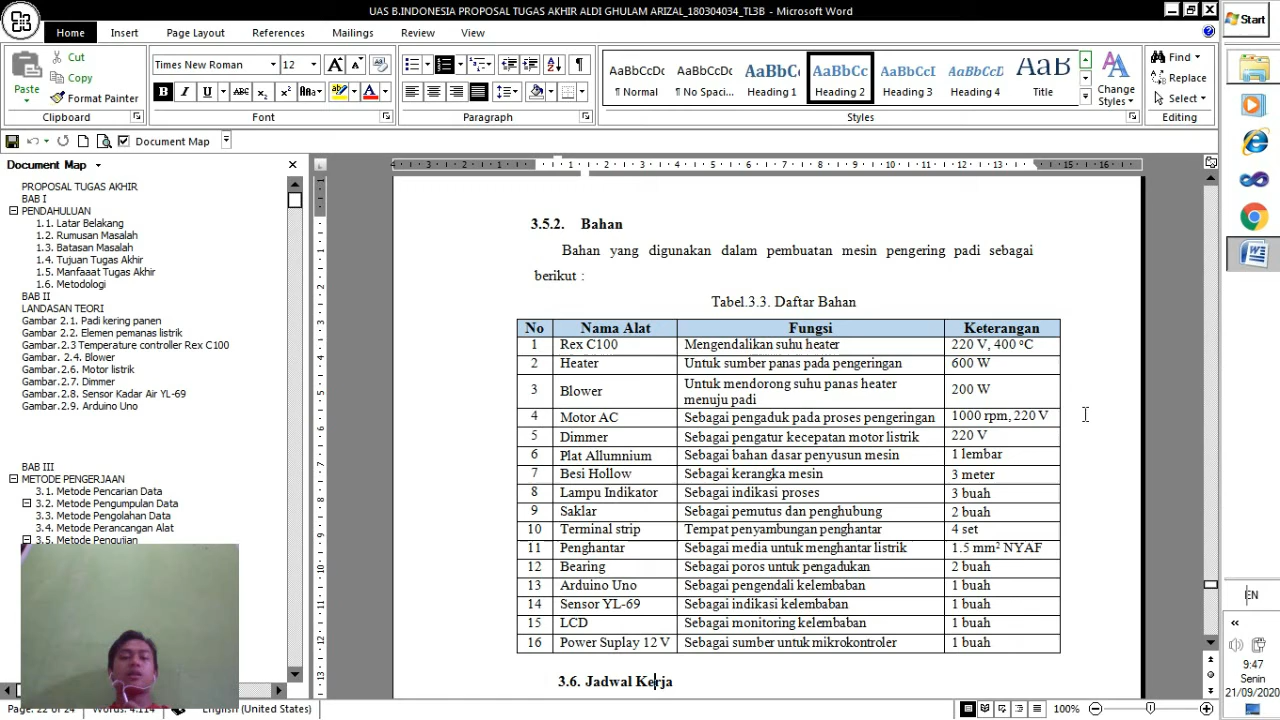 UAS B.INDONESIA PROPOSAL TUGAS AKHIR ALDI GHULAM ARIZAL_180304034_TL3B - Microsoft Word
Start
Home Insert Page Layout References Mailings Review View
Paste
Cut
Copy
Format Painter
Clipboard
Times New Roman 12
Font
Paragraph
AaBbCcDc AaBbCcDc AaBbC AaBbCc AaBbCcI AaBbCcI AaB
¶ Normal ¶ No Spaci... Heading 1 Heading 2 Heading 3 Heading 4 Title
Change Styles
Styles
Find
Replace
Select
Editing
Document Map
Document Map
PROPOSAL TUGAS AKHIR
BAB I
PENDAHULUAN
1.1. Latar Belakang
1.2. Rumusan Masalah
1.3. Batasan Masalah
1.4. Tujuan Tugas Akhir
1.5. Manfaaat Tugas Akhir
1.6. Metodologi
BAB II
LANDASAN TEORI
Gambar 2.1. Padi kering panen
Gambar 2.2. Elemen pemanas listrik
Gambar.2.3 Temperature controller Rex C100
Gambar. 2.4. Blower
Gambar.2.6. Motor listrik
Gambar.2.7. Dimmer
Gambar.2.8. Sensor Kadar Air YL-69
Gambar.2.9. Arduino Uno
BAB III
METODE PENGERJAAN
3.1. Metode Pencarian Data
3.2. Metode Pengumpulan Data
3.3. Metode Pengolahan Data
3.4. Metode Perancangan Alat
3.5. Metode Pengujian
3.5.2. Bahan
Bahan yang digunakan dalam pembuatan mesin pengering padi sebagai
berikut :
Tabel.3.3. Daftar Bahan
No Nama Alat Fungsi Keterangan
1 Rex C100 Mengendalikan suhu heater 220 V, 400 °C
2 Heater Untuk sumber panas pada pengeringan 600 W
3 Blower Untuk mendorong suhu panas heater menuju padi 200 W
4 Motor AC Sebagai pengaduk pada proses pengeringan 1000 rpm, 220 V
5 Dimmer Sebagai pengatur kecepatan motor listrik 220 V
6 Plat Allumnium Sebagai bahan dasar penyusun mesin 1 lembar
7 Besi Hollow Sebagai kerangka mesin 3 meter
8 Lampu Indikator Sebagai indikasi proses 3 buah
9 Saklar Sebagai pemutus dan penghubung 2 buah
10 Terminal strip Tempat penyambungan penghantar 4 set
11 Penghantar Sebagai media untuk menghantar listrik 1.5 mm² NYAF
12 Bearing Sebagai poros untuk pengadukan 2 buah
13 Arduino Uno Sebagai pengendali kelembaban 1 buah
14 Sensor YL-69 Sebagai indikasi kelembaban 1 buah
15 LCD Sebagai monitoring kelembaban 1 buah
16 Power Suplay 12 V Sebagai sumber untuk mikrokontroler 1 buah
3.6. Jadwal Kerja
English (United States)
100%
EN
9:47
Senin
21/09/2020